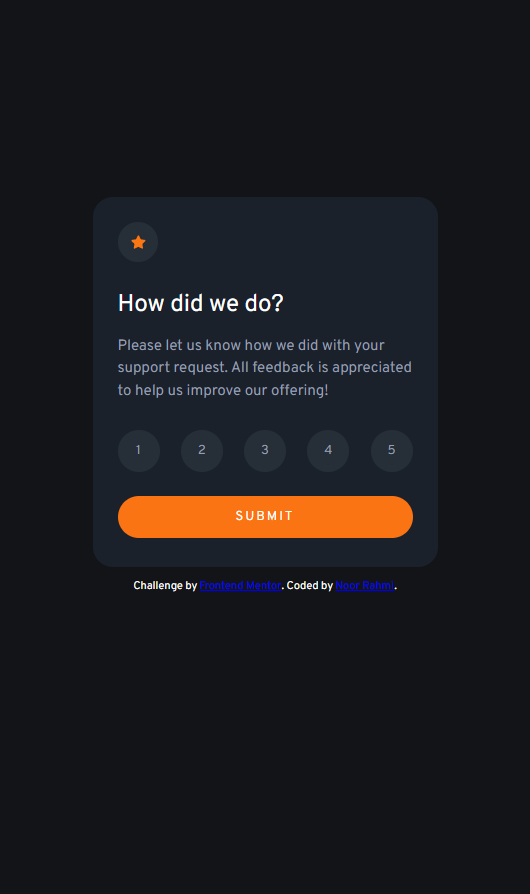 How did we do?
Please let us know how we did with your
support request. All feedback is appreciated
to help us improve our offering!
1 2 3 4 5
SUBMIT
Challenge by Frontend Mentor. Coded by Noor Rahmi.